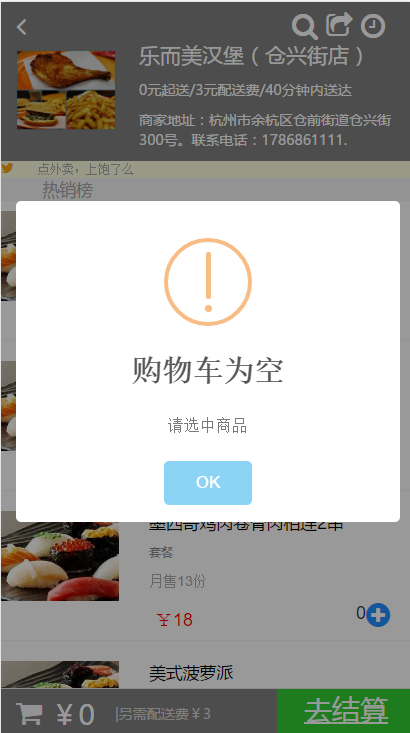 乐而美汉堡（仓兴街店）
0元起送/3元配送费/40分钟内送达
商家地址：杭州市余杭区仓前街道仓兴街
300号。联系电话：1786861111.
点外卖，上饱了么
热销榜
购物车为空
请选中商品
OK
墨西哥鸡肉卷骨肉相连2串
套餐
月售13份
￥18
0
美式菠萝派
￥0
|另需配送费￥3
去结算